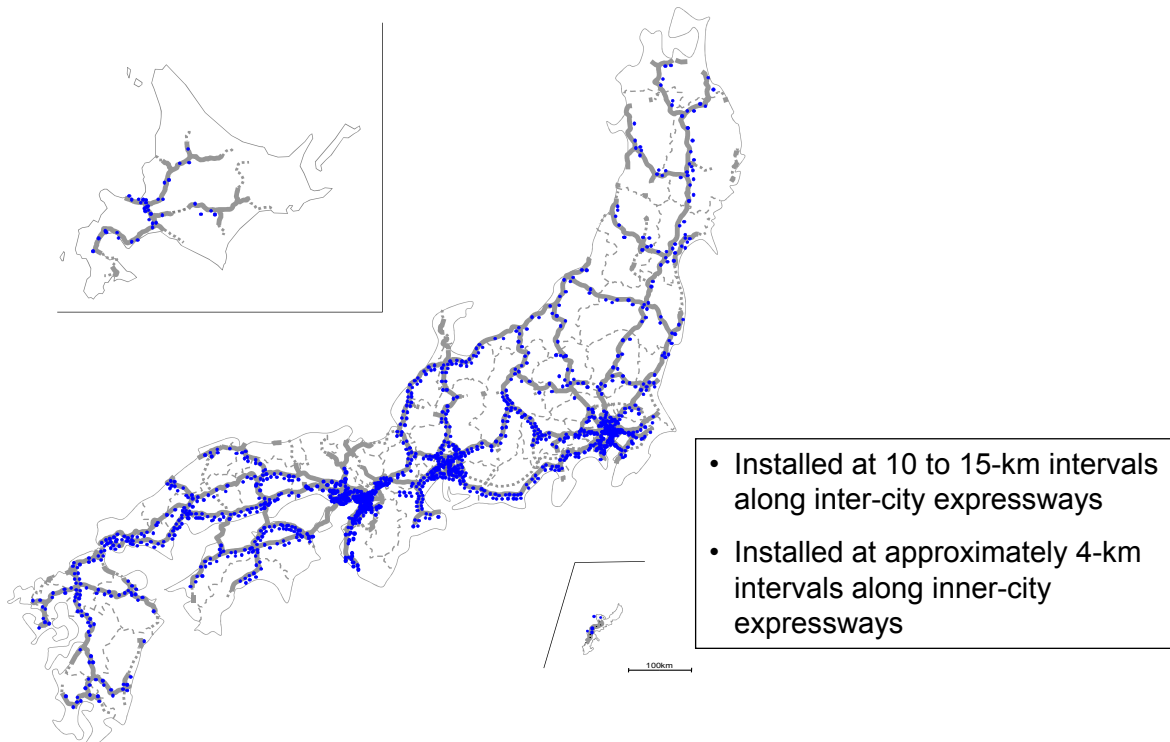 • Installed at 10 to 15-km intervals
along inter-city expressways
• Installed at approximately 4-km
intervals along inner-city
expressways
100km